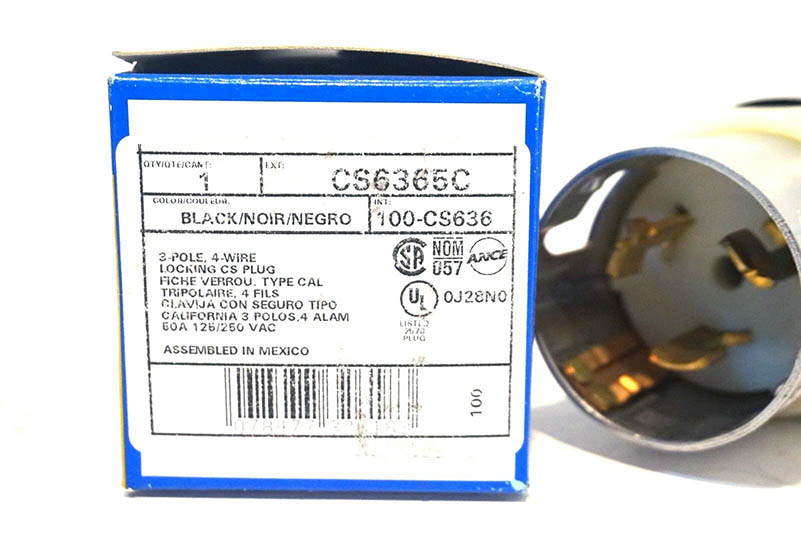 QTY/QTE/CANT:
1
EXT:
CS6365C
COLOR/COULEUR:
BLACK/NOIR/NEGRO
INT:
100-CS636
3-POLE, 4-WIRE
LOCKING CS PLUG
FICHE VERROU. TYPE CAL
TRIPOLAIRE, 4 FILS
CLAVIJA CON SEGURO TIPO
CALIFORNIA 3 POLOS,4 ALAM
50A 125/250 VAC
ASSEMBLED IN MEXICO
SA
NOM
057
ANCE
UL
0J28N0
LISTED
PLUG
100